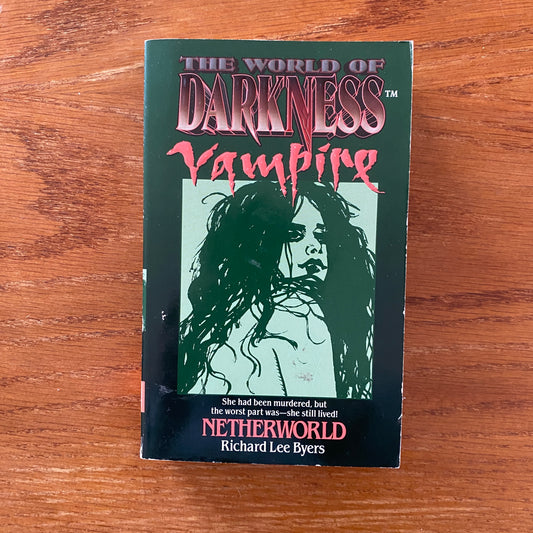 THE WORLD OF
DARKNESS™
Vampire
She had been murdered, but
the worst part was—she still lived!
NETHERWORLD
Richard Lee Byers